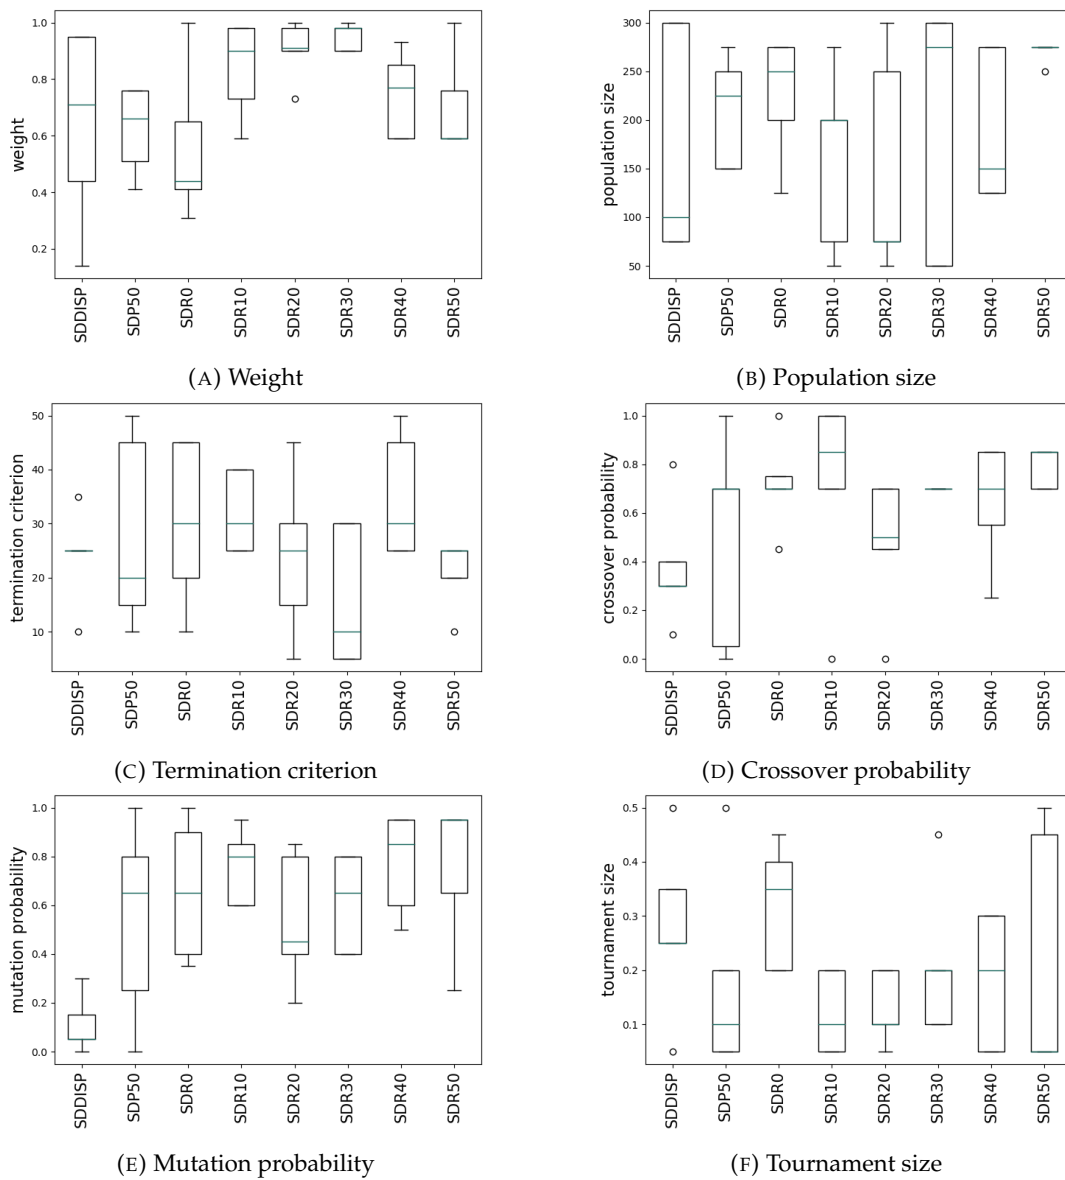 1.0
0.8
0.6
0.4
0.2
weight
SDDISP
SDP50
SDR0
SDR10
SDR20
SDR30
SDR40
SDR50
(A) Weight
300
250
200
150
100
50
population size
SDDISP
SDP50
SDR0
SDR10
SDR20
SDR30
SDR40
SDR50
(B) Population size
50
40
30
20
10
termination criterion
SDDISP
SDP50
SDR0
SDR10
SDR20
SDR30
SDR40
SDR50
(C) Termination criterion
1.0
0.8
0.6
0.4
0.2
0.0
crossover probability
SDDISP
SDP50
SDR0
SDR10
SDR20
SDR30
SDR40
SDR50
(D) Crossover probability
1.0
0.8
0.6
0.4
0.2
0.0
mutation probability
SDDISP
SDP50
SDR0
SDR10
SDR20
SDR30
SDR40
SDR50
(E) Mutation probability
0.5
0.4
0.3
0.2
0.1
tournament size
SDDISP
SDP50
SDR0
SDR10
SDR20
SDR30
SDR40
SDR50
(F) Tournament size